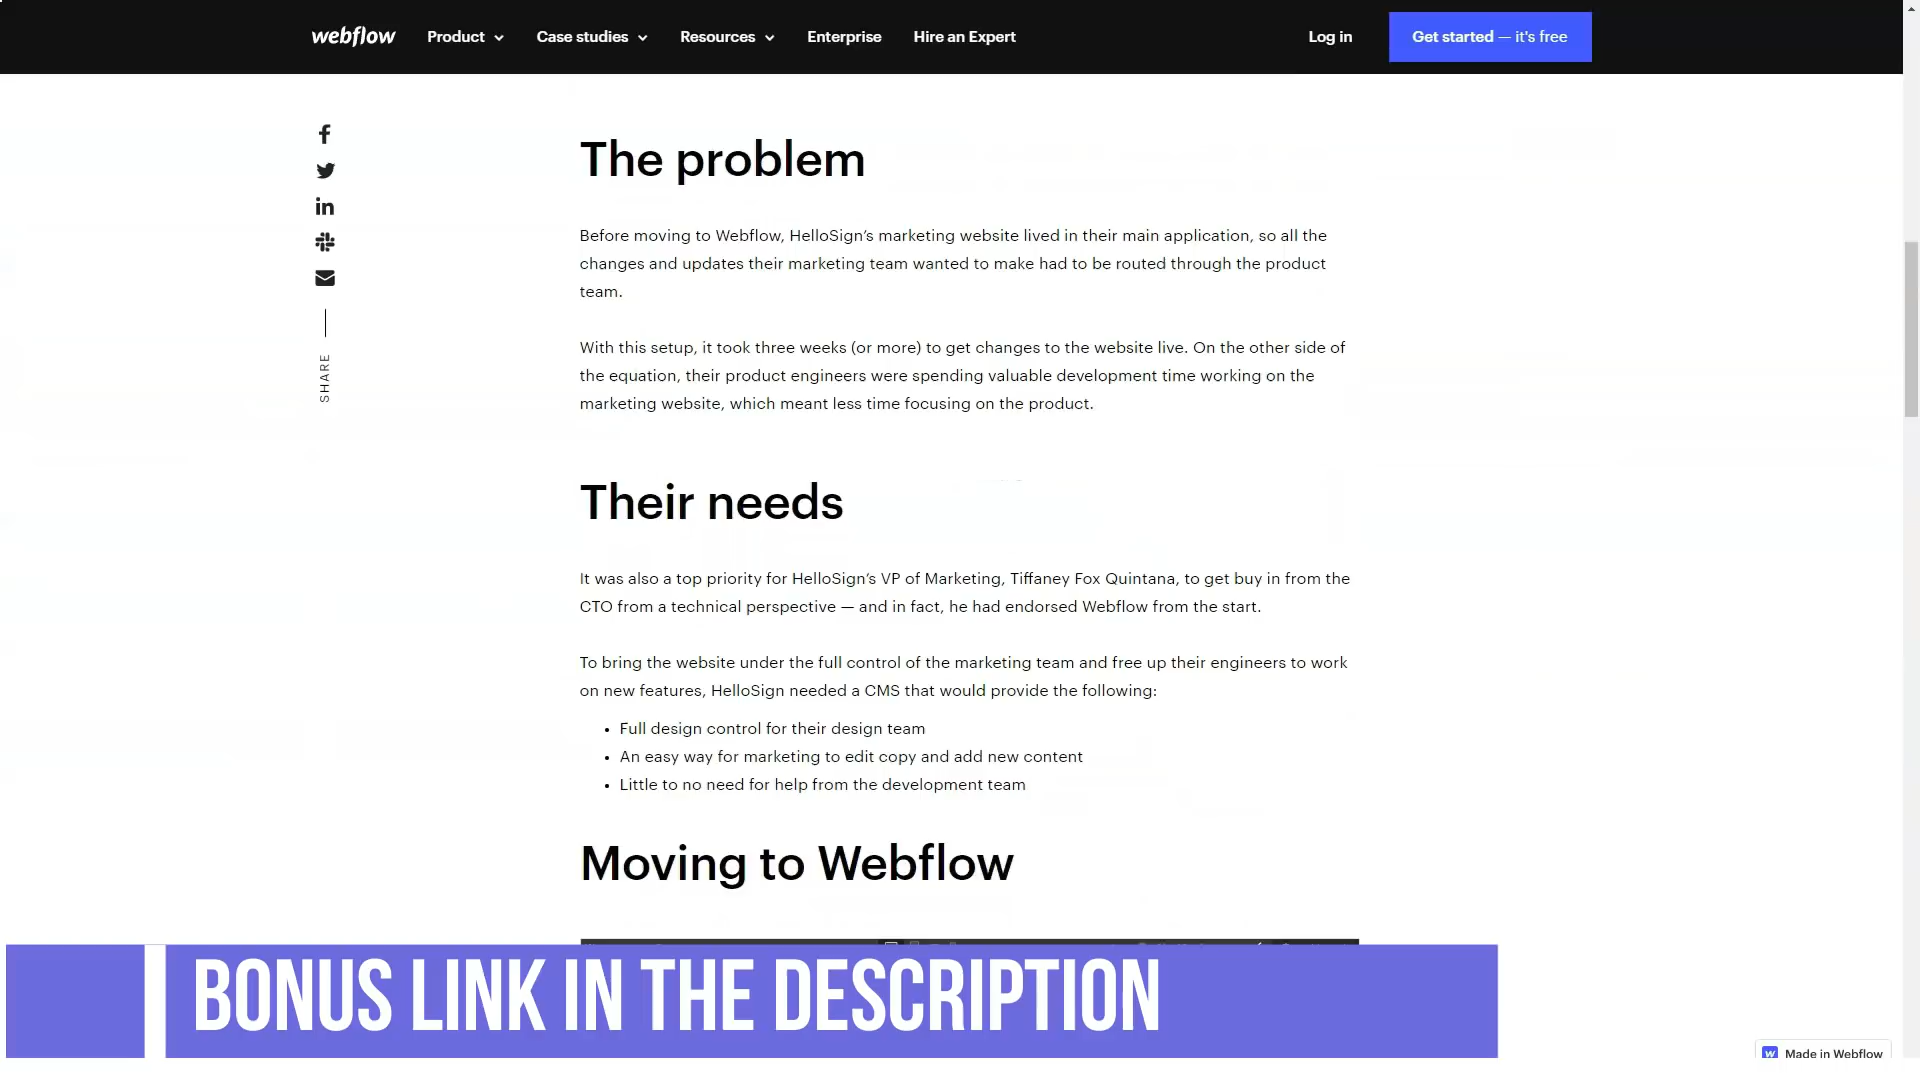 webflow Product Case studies Resources Enterprise Hire an Expert Log in Get started — it's free
SHARE
The problem
Before moving to Webflow, HelloSign's marketing website lived in their main application, so all the
changes and updates their marketing team wanted to make had to be routed through the product
team.
With this setup, it took three weeks (or more) to get changes to the website live. On the other side of
the equation, their product engineers were spending valuable development time working on the
marketing website, which meant less time focusing on the product.
Their needs
It was also a top priority for HelloSign's VP of Marketing, Tiffaney Fox Quintana, to get buy in from the
CTO from a technical perspective — and in fact, he had endorsed Webflow from the start.
To bring the website under the full control of the marketing team and free up their engineers to work
on new features, HelloSign needed a CMS that would provide the following:
• Full design control for their design team
• An easy way for marketing to edit copy and add new content
• Little to no need for help from the development team
Moving to Webflow
BONUS LINK IN THE DESCRIPTION
Made in Webflow